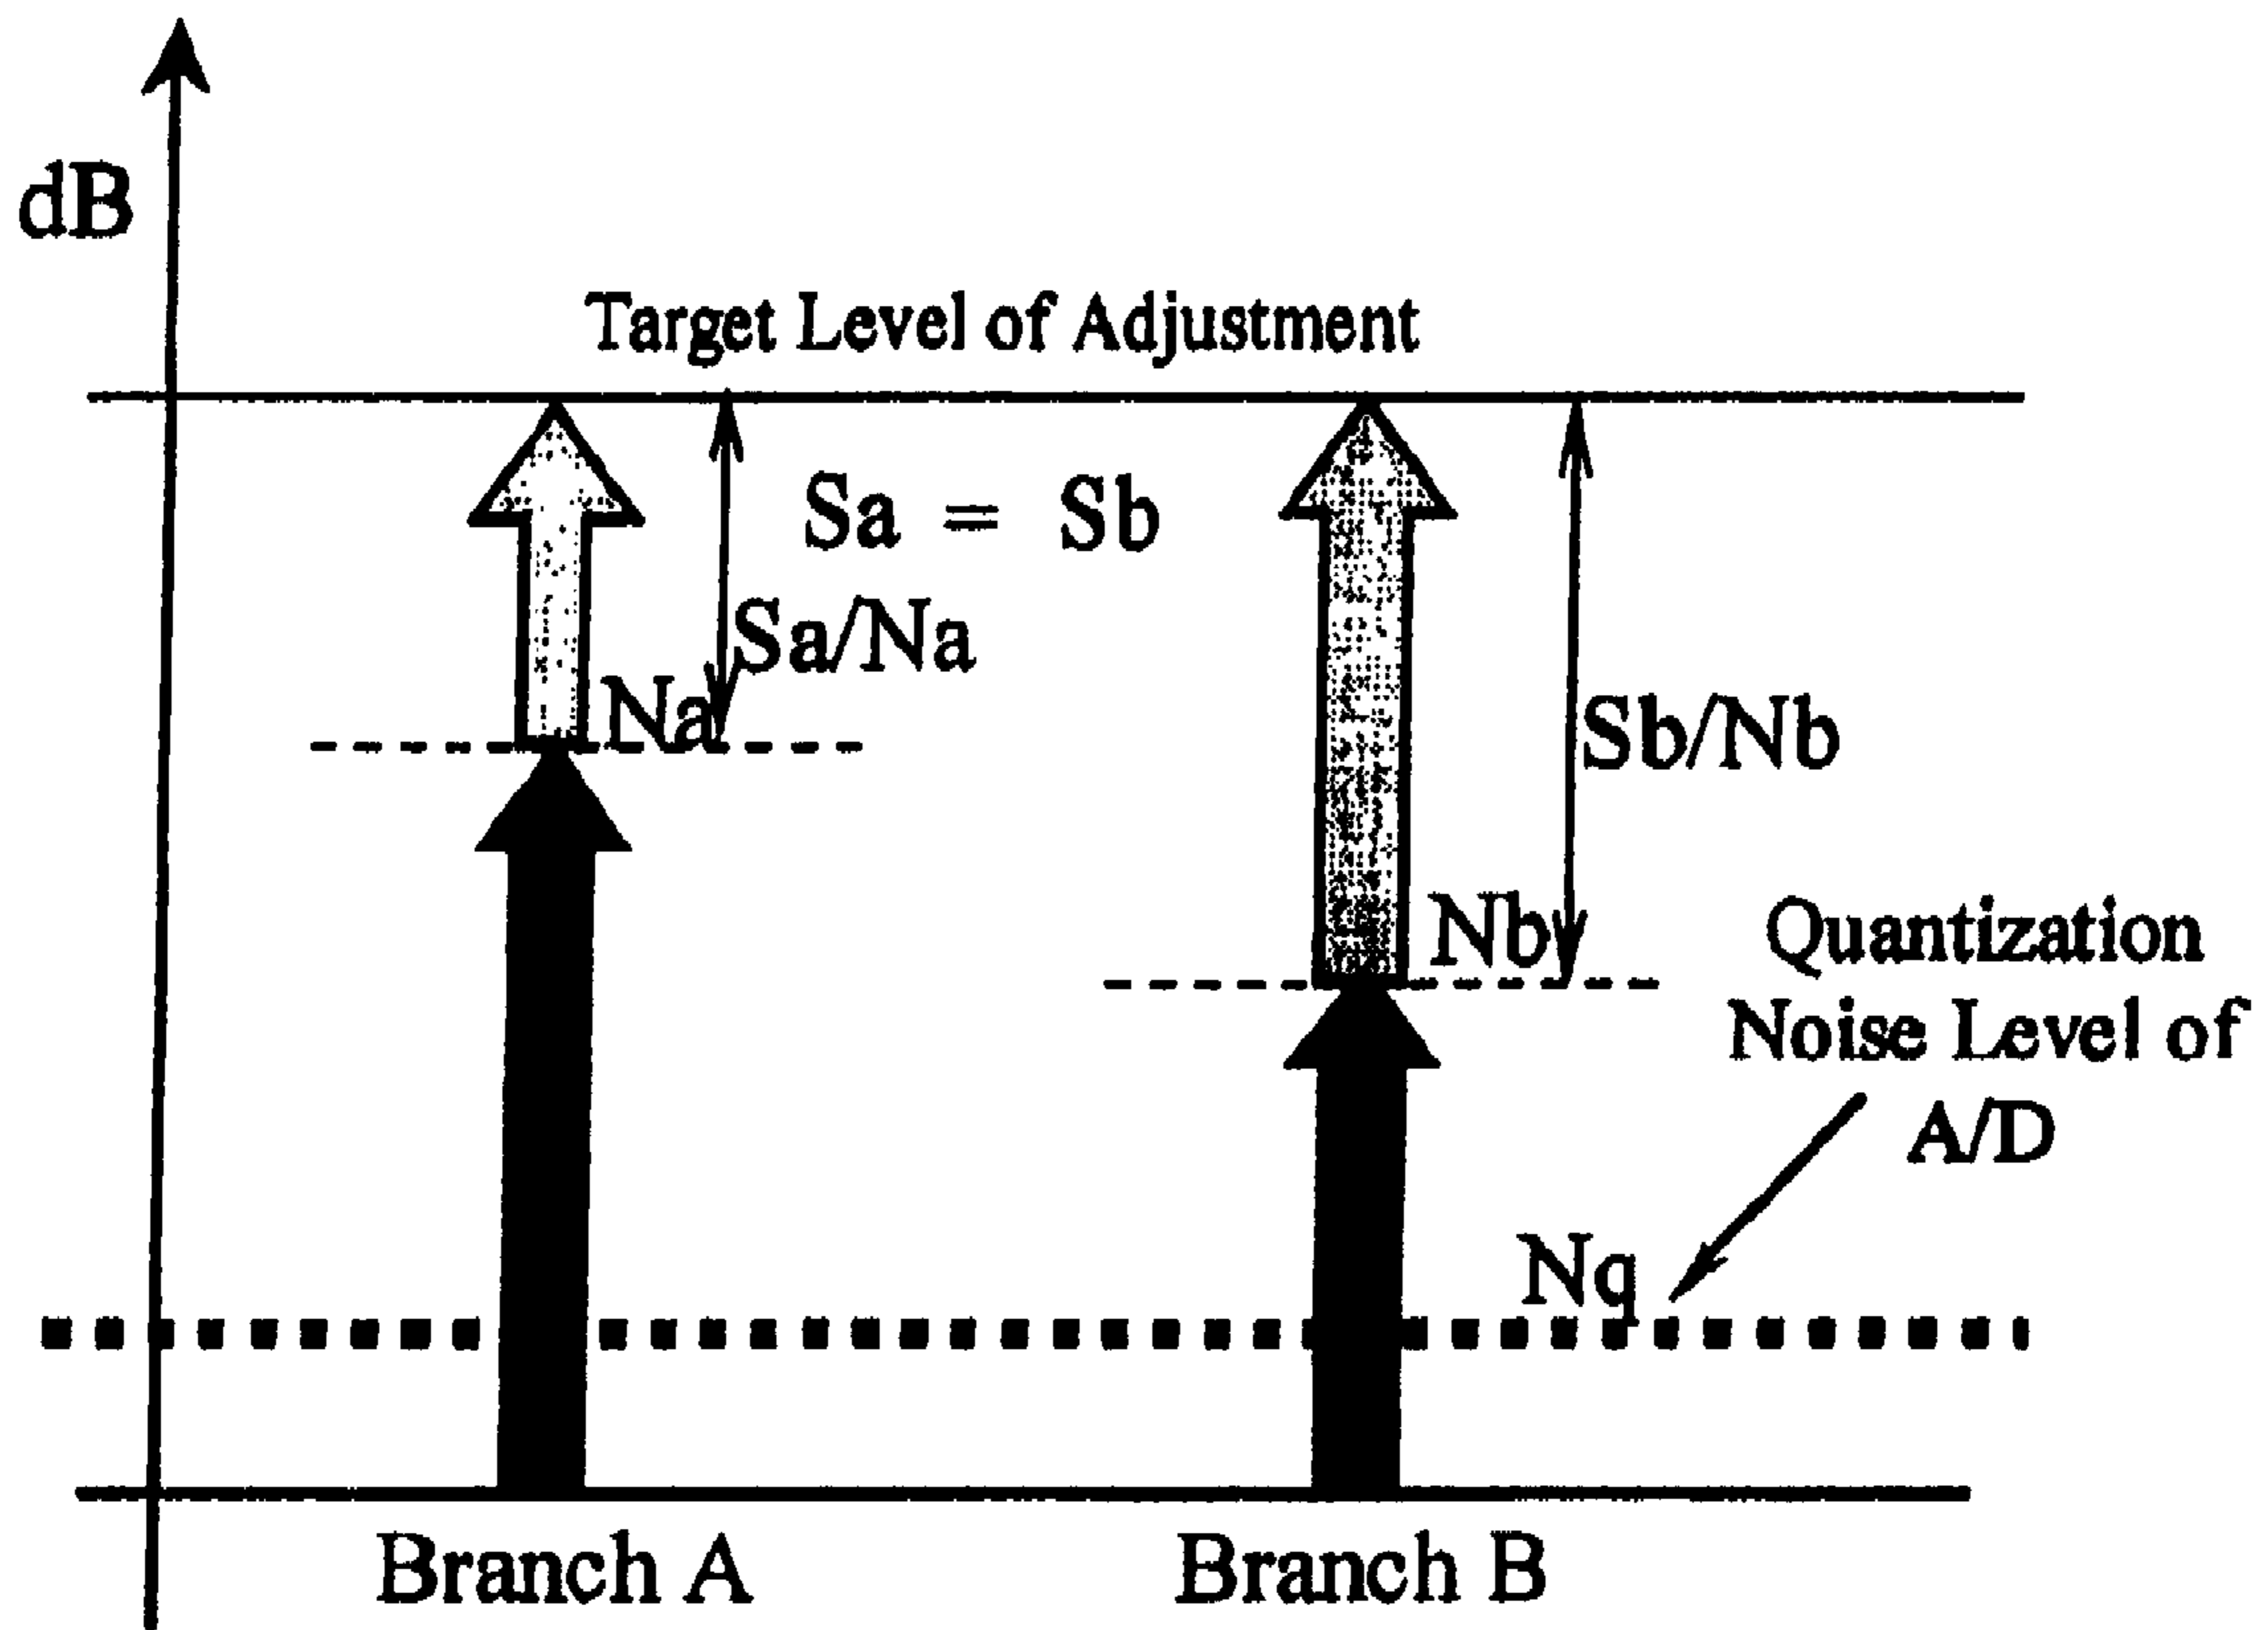 dB
Target Level of Adjustment
Sa = Sb
Sa/Na
Na
Sb/Nb
Nb
Quantization
Noise Level of
A/D
Nq
Branch A
Branch B